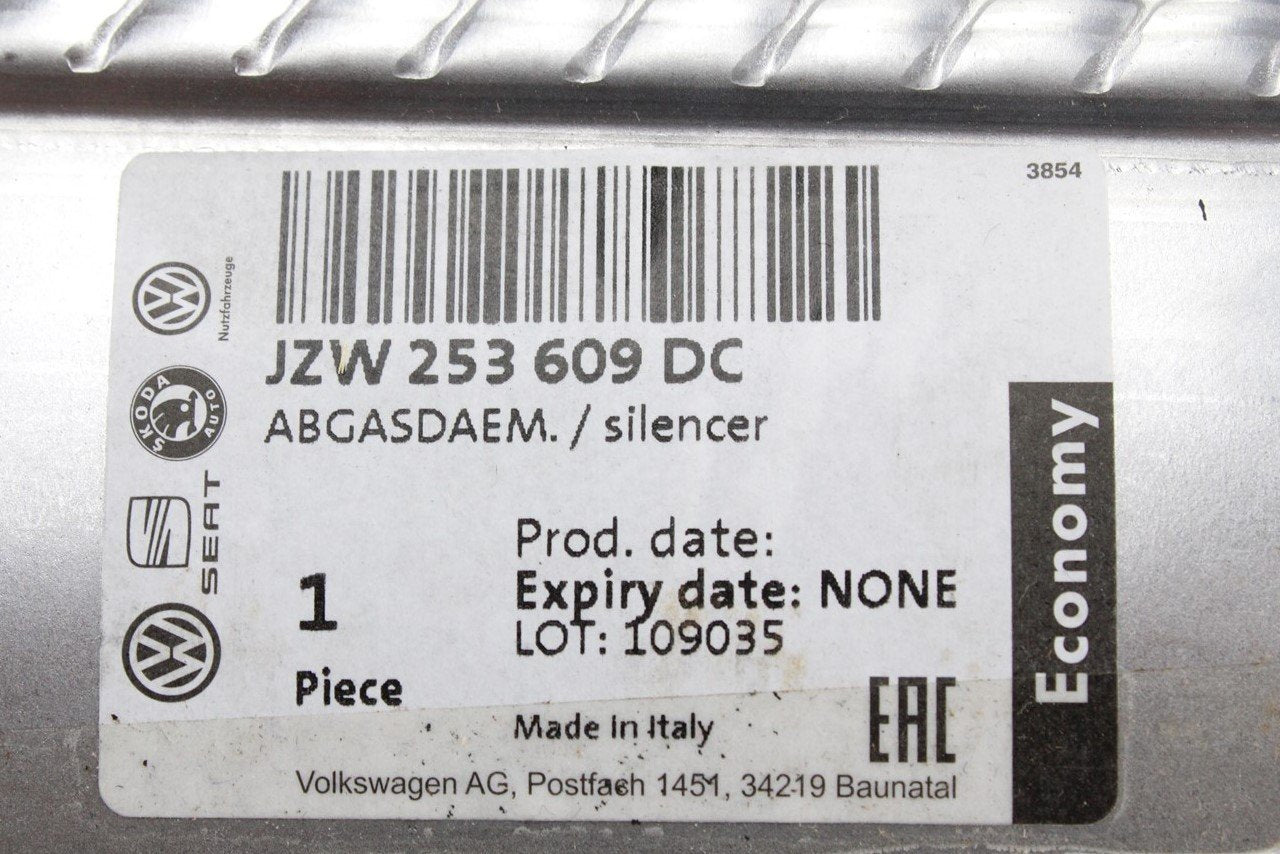 3854
Nutzfahrzeuge
JZW 253 609 DC
ŠKODA
AUTO
ABGASDAEM. / silencer
SEAT
Economy
Prod. date:
1
Expiry date: NONE
LOT: 109035
Piece
Made in Italy
EAC
Volkswagen AG, Postfach 1451, 34219 Baunatal